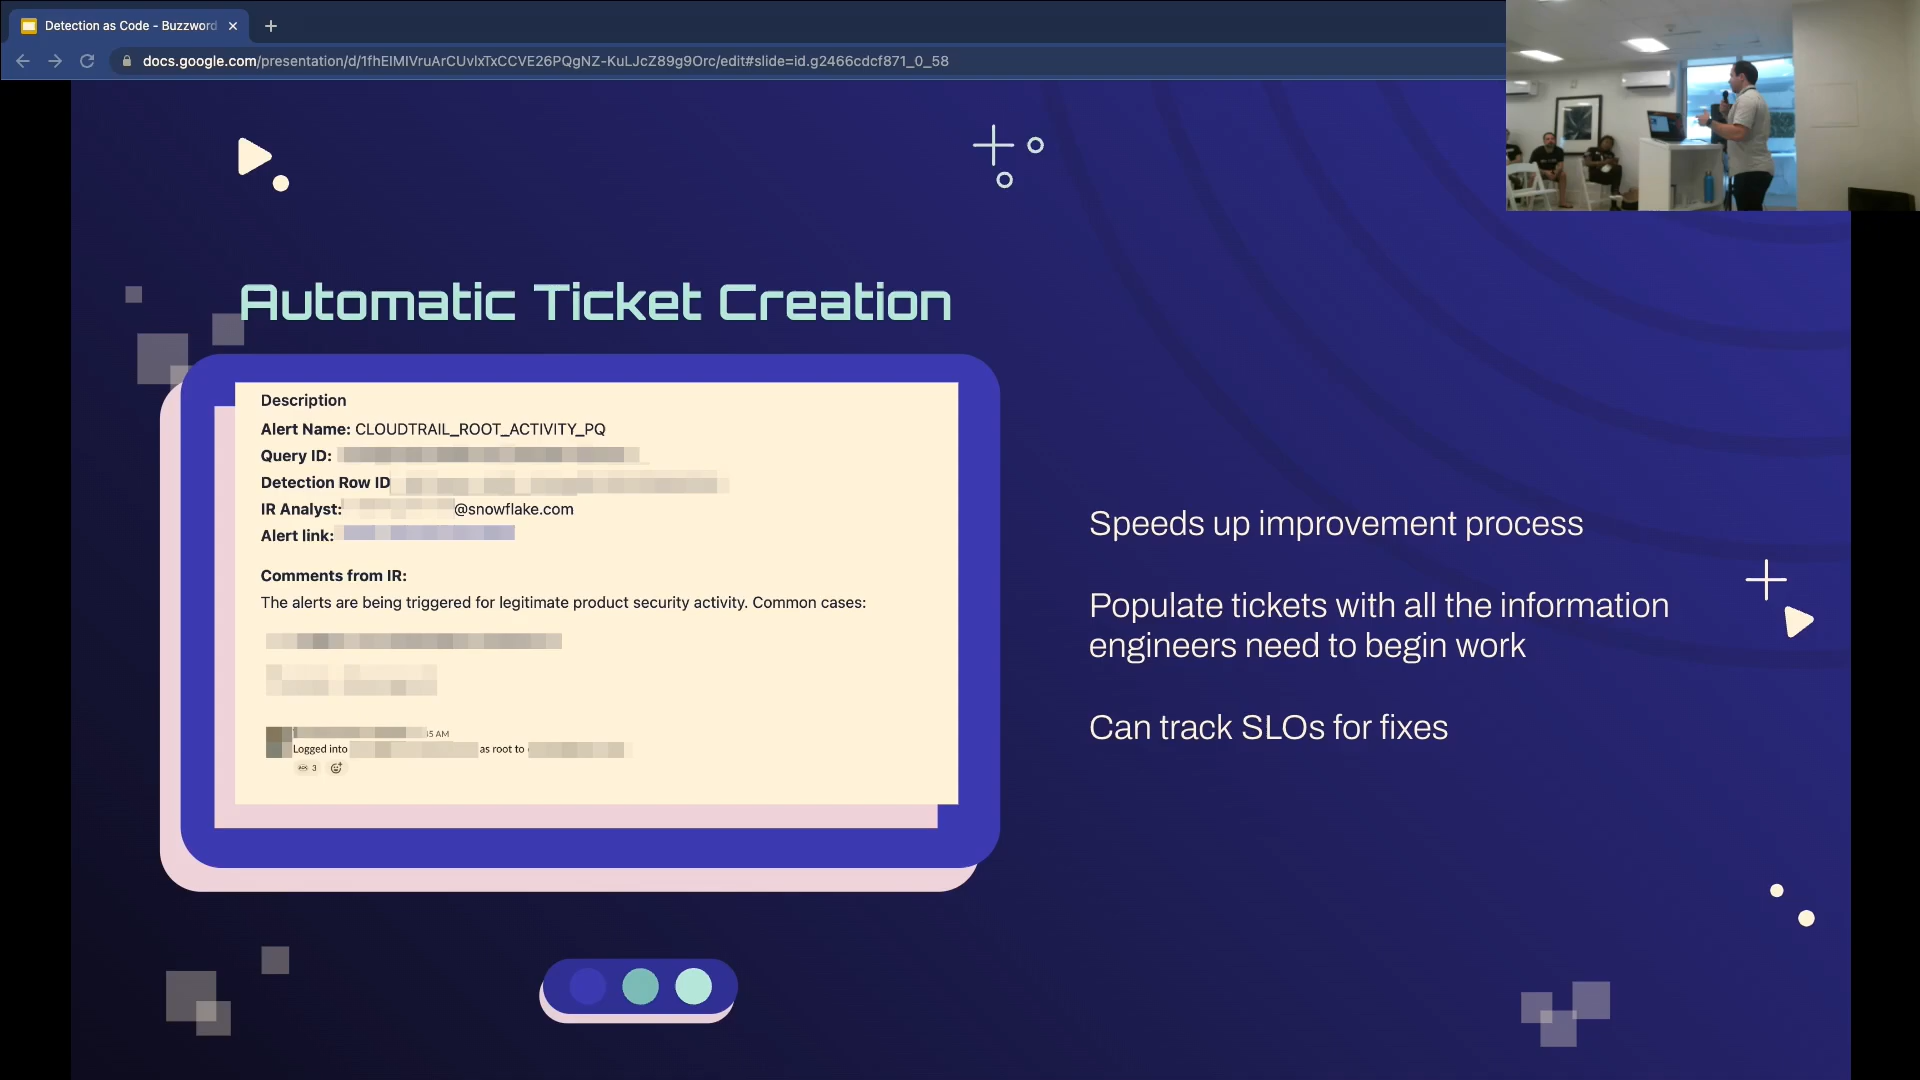 Detection as Code - Buzzword
docs.google.com/presentation/d/1fhEIMIVruArCUvlxTxCCVE26PQgNZ-KuLJcZ89g9Orc/edit#slide=id.g2466cdcf871_0_58
Automatic Ticket Creation
Description
Alert Name: CLOUDTRAIL_ROOT_ACTIVITY_PQ
Query ID:
Detection Row ID
IR Analyst: @snowflake.com
Alert link:
Comments from IR:
The alerts are being triggered for legitimate product security activity. Common cases:
AM
Logged into as root to
3
Speeds up improvement process
Populate tickets with all the information
engineers need to begin work
Can track SLOs for fixes